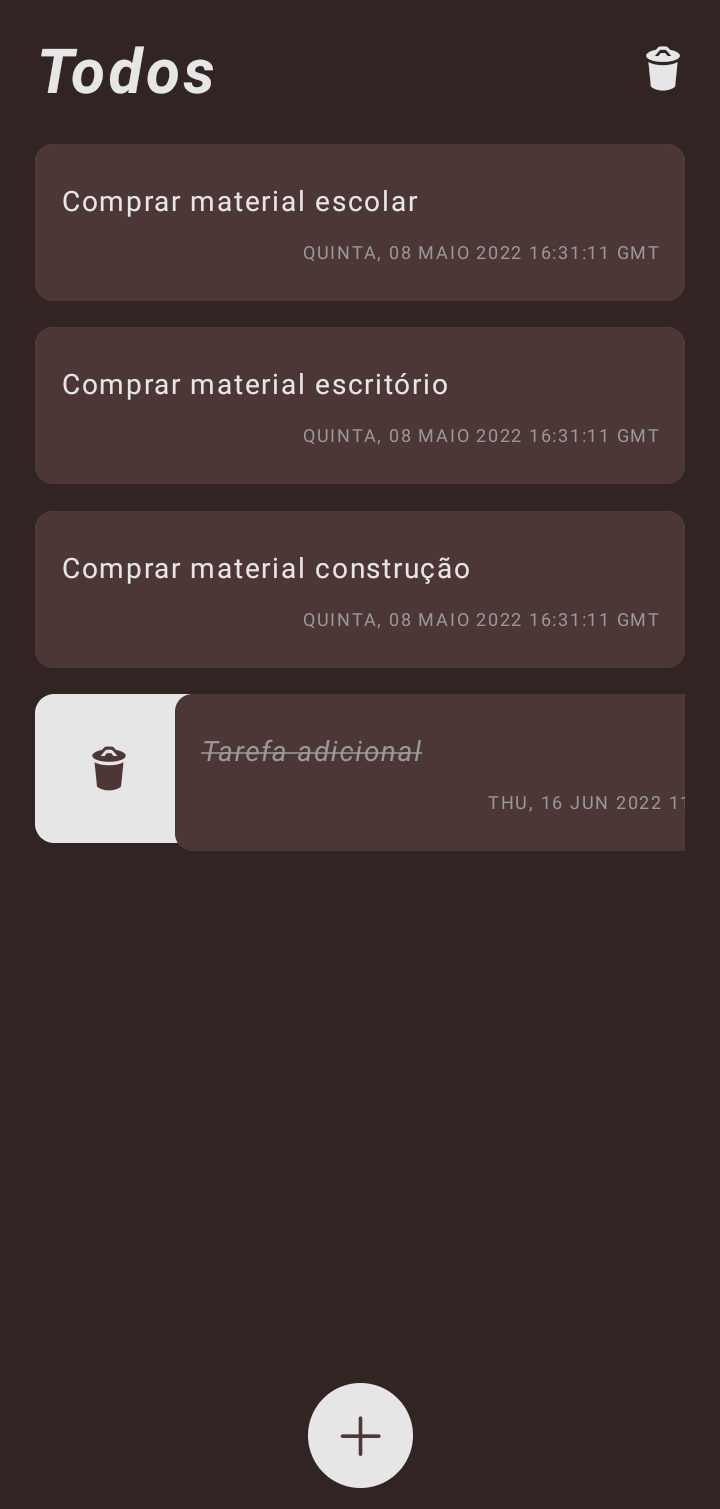 Todos
Comprar material escolar
QUINTA, 08 MAIO 2022 16:31:11 GMT
Comprar material escritório
QUINTA, 08 MAIO 2022 16:31:11 GMT
Comprar material construção
QUINTA, 08 MAIO 2022 16:31:11 GMT
Tarefa adicional
THU, 16 JUN 2022 11